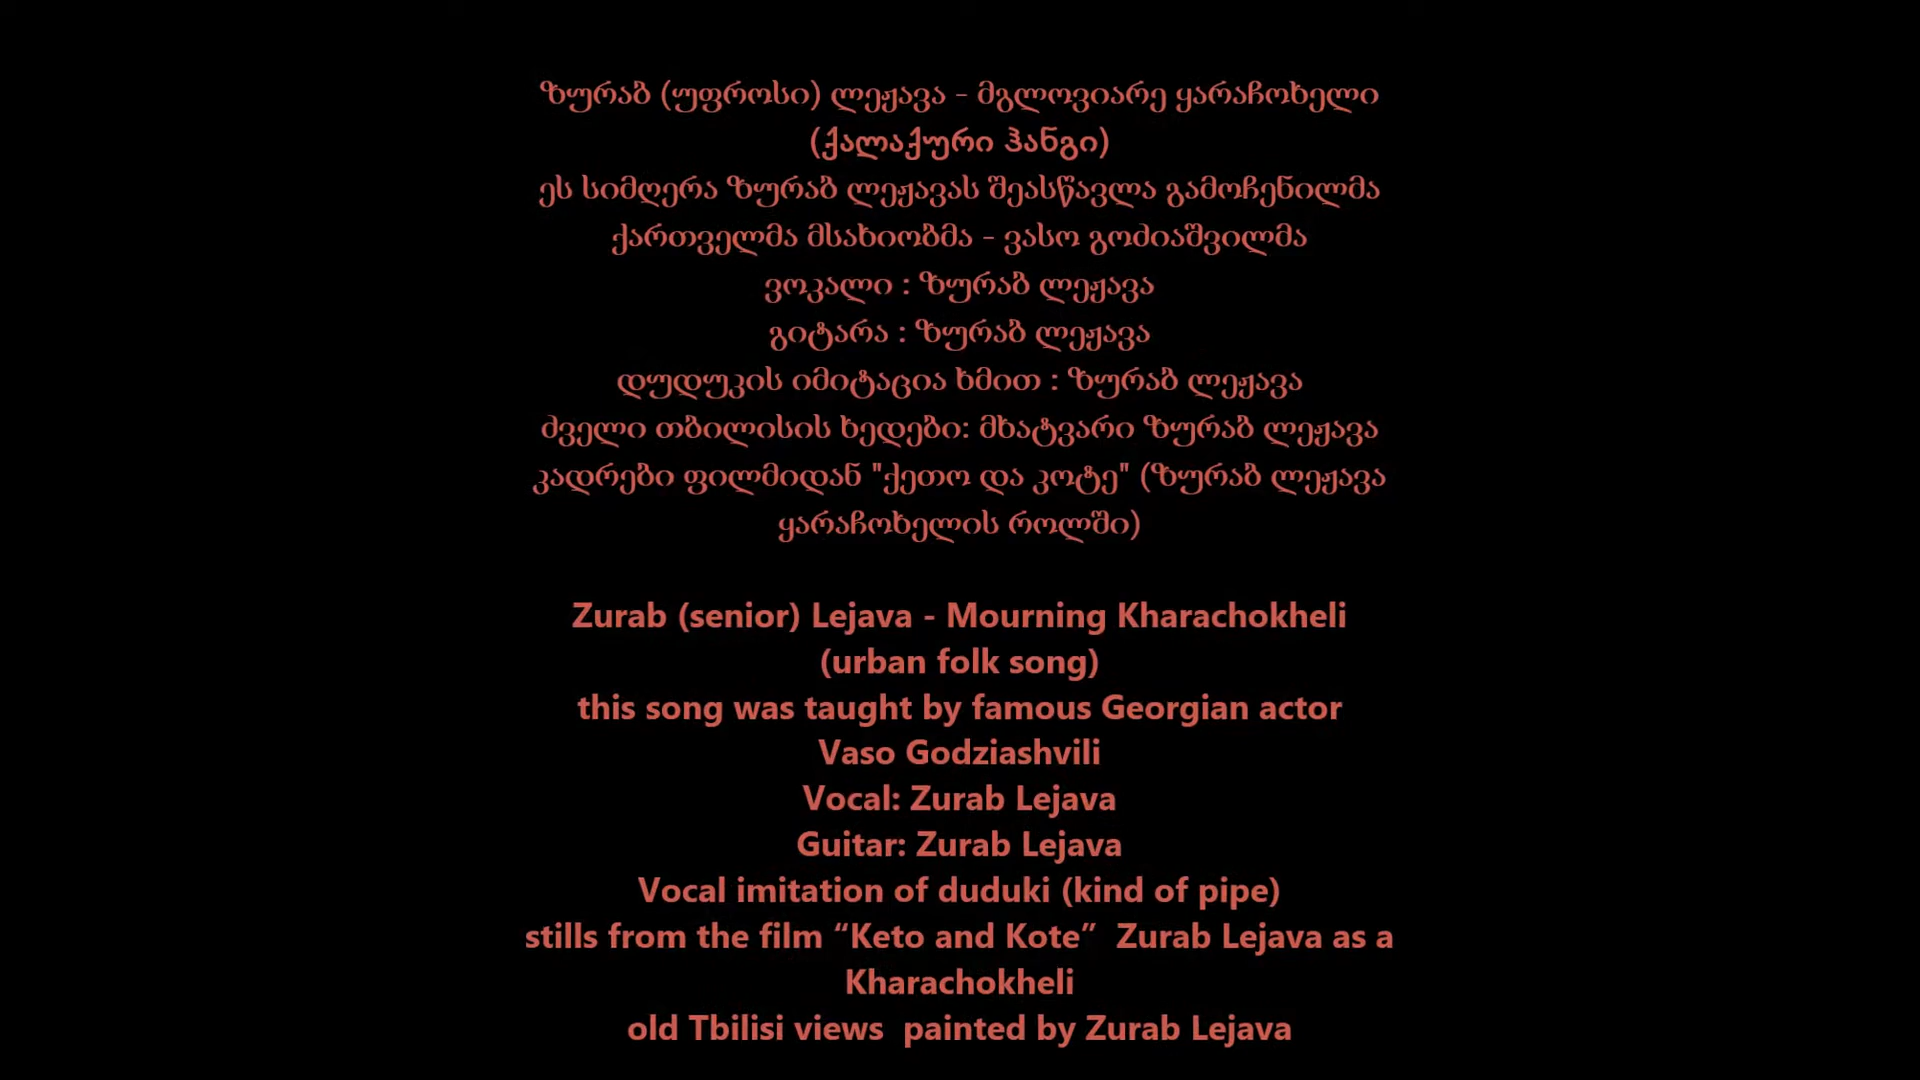 ზურაბ (უფროსი) ლეჟავა - მგლოვიარე ყარაჩოხელი
(ქალაქური ჰანგი)
ეს სიმღერა ზურაბ ლეჟავას შეასწავლა გამოჩენილმა
ქართველმა მსახიობმა - ვასო გოძიაშვილმა
ვოკალი : ზურაბ ლეჟავა
გიტარა : ზურაბ ლეჟავა
დუდუკის იმიტაცია ხმით : ზურაბ ლეჟავა
ძველი თბილისის ხედები: მხატვარი ზურაბ ლეჟავა
კადრები ფილმიდან "ქეთო და კოტე" (ზურაბ ლეჟავა
ყარაჩოხელის როლში)
Zurab (senior) Lejava - Mourning Kharachokheli
(urban folk song)
this song was taught by famous Georgian actor
Vaso Godziashvili
Vocal: Zurab Lejava
Guitar: Zurab Lejava
Vocal imitation of duduki (kind of pipe)
stills from the film “Keto and Kote”  Zurab Lejava as a
Kharachokheli
old Tbilisi views  painted by Zurab Lejava